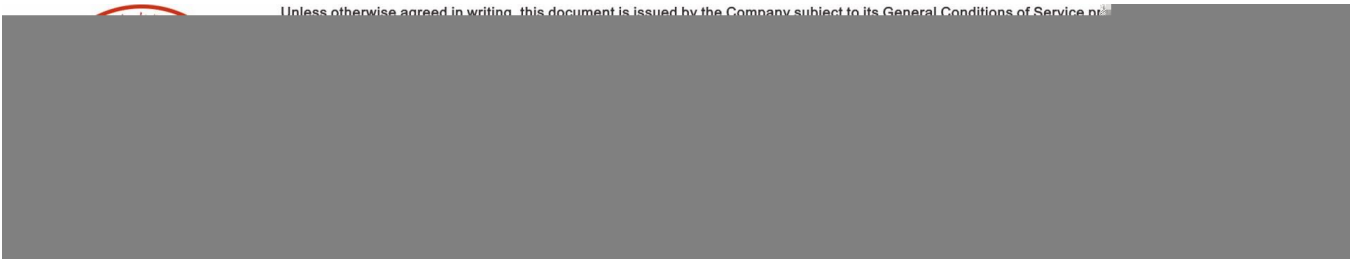 Unless otherwise agreed in writing, this document is issued by the Company subject to its General Conditions of Service